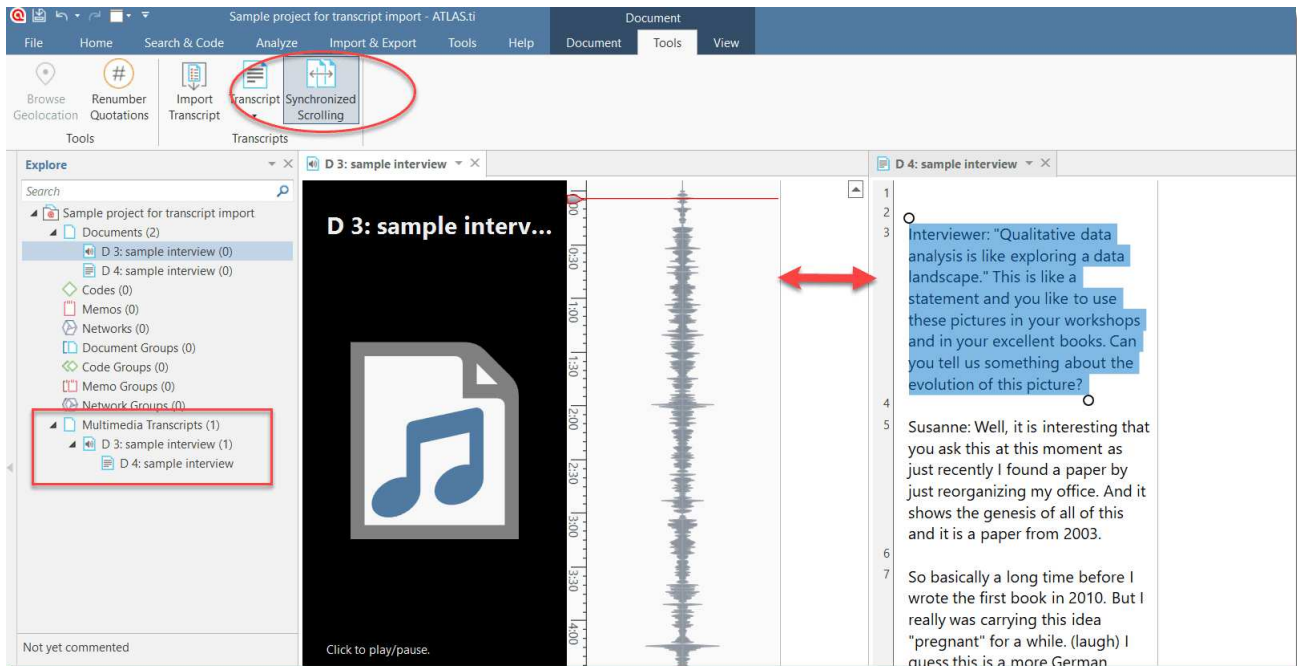 Sample project for transcript import - ATLAS.ti
Document
File Home Search & Code Analyze Import & Export Tools Help Document Tools View
Browse Geolocation
Renumber Quotations
Import Transcript
Transcript
Synchronized Scrolling
Tools
Transcripts
Explore
Search
Sample project for transcript import
Documents (2)
D 3: sample interview (0)
D 4: sample interview (0)
Codes (0)
Memos (0)
Networks (0)
Document Groups (0)
Code Groups (0)
Memo Groups (0)
Network Groups (0)
Multimedia Transcripts (1)
D 3: sample interview (1)
D 4: sample interview
Not yet commented
D 3: sample interview
D 3: sample interv...
Click to play/pause.
0:30
1:00
1:30
2:00
2:30
3:00
3:30
4:00
D 4: sample interview
1
2
3 Interviewer: "Qualitative data
analysis is like exploring a data
landscape." This is like a
statement and you like to use
these pictures in your workshops
and in your excellent books. Can
you tell us something about the
evolution of this picture?
4
5 Susanne: Well, it is interesting that
you ask this at this moment as
just recently I found a paper by
just reorganizing my office. And it
shows the genesis of all of this
and it is a paper from 2003.
6
7 So basically a long time before I
wrote the first book in 2010. But I
really was carrying this idea
"pregnant" for a while. (laugh) I
guess this is a more German